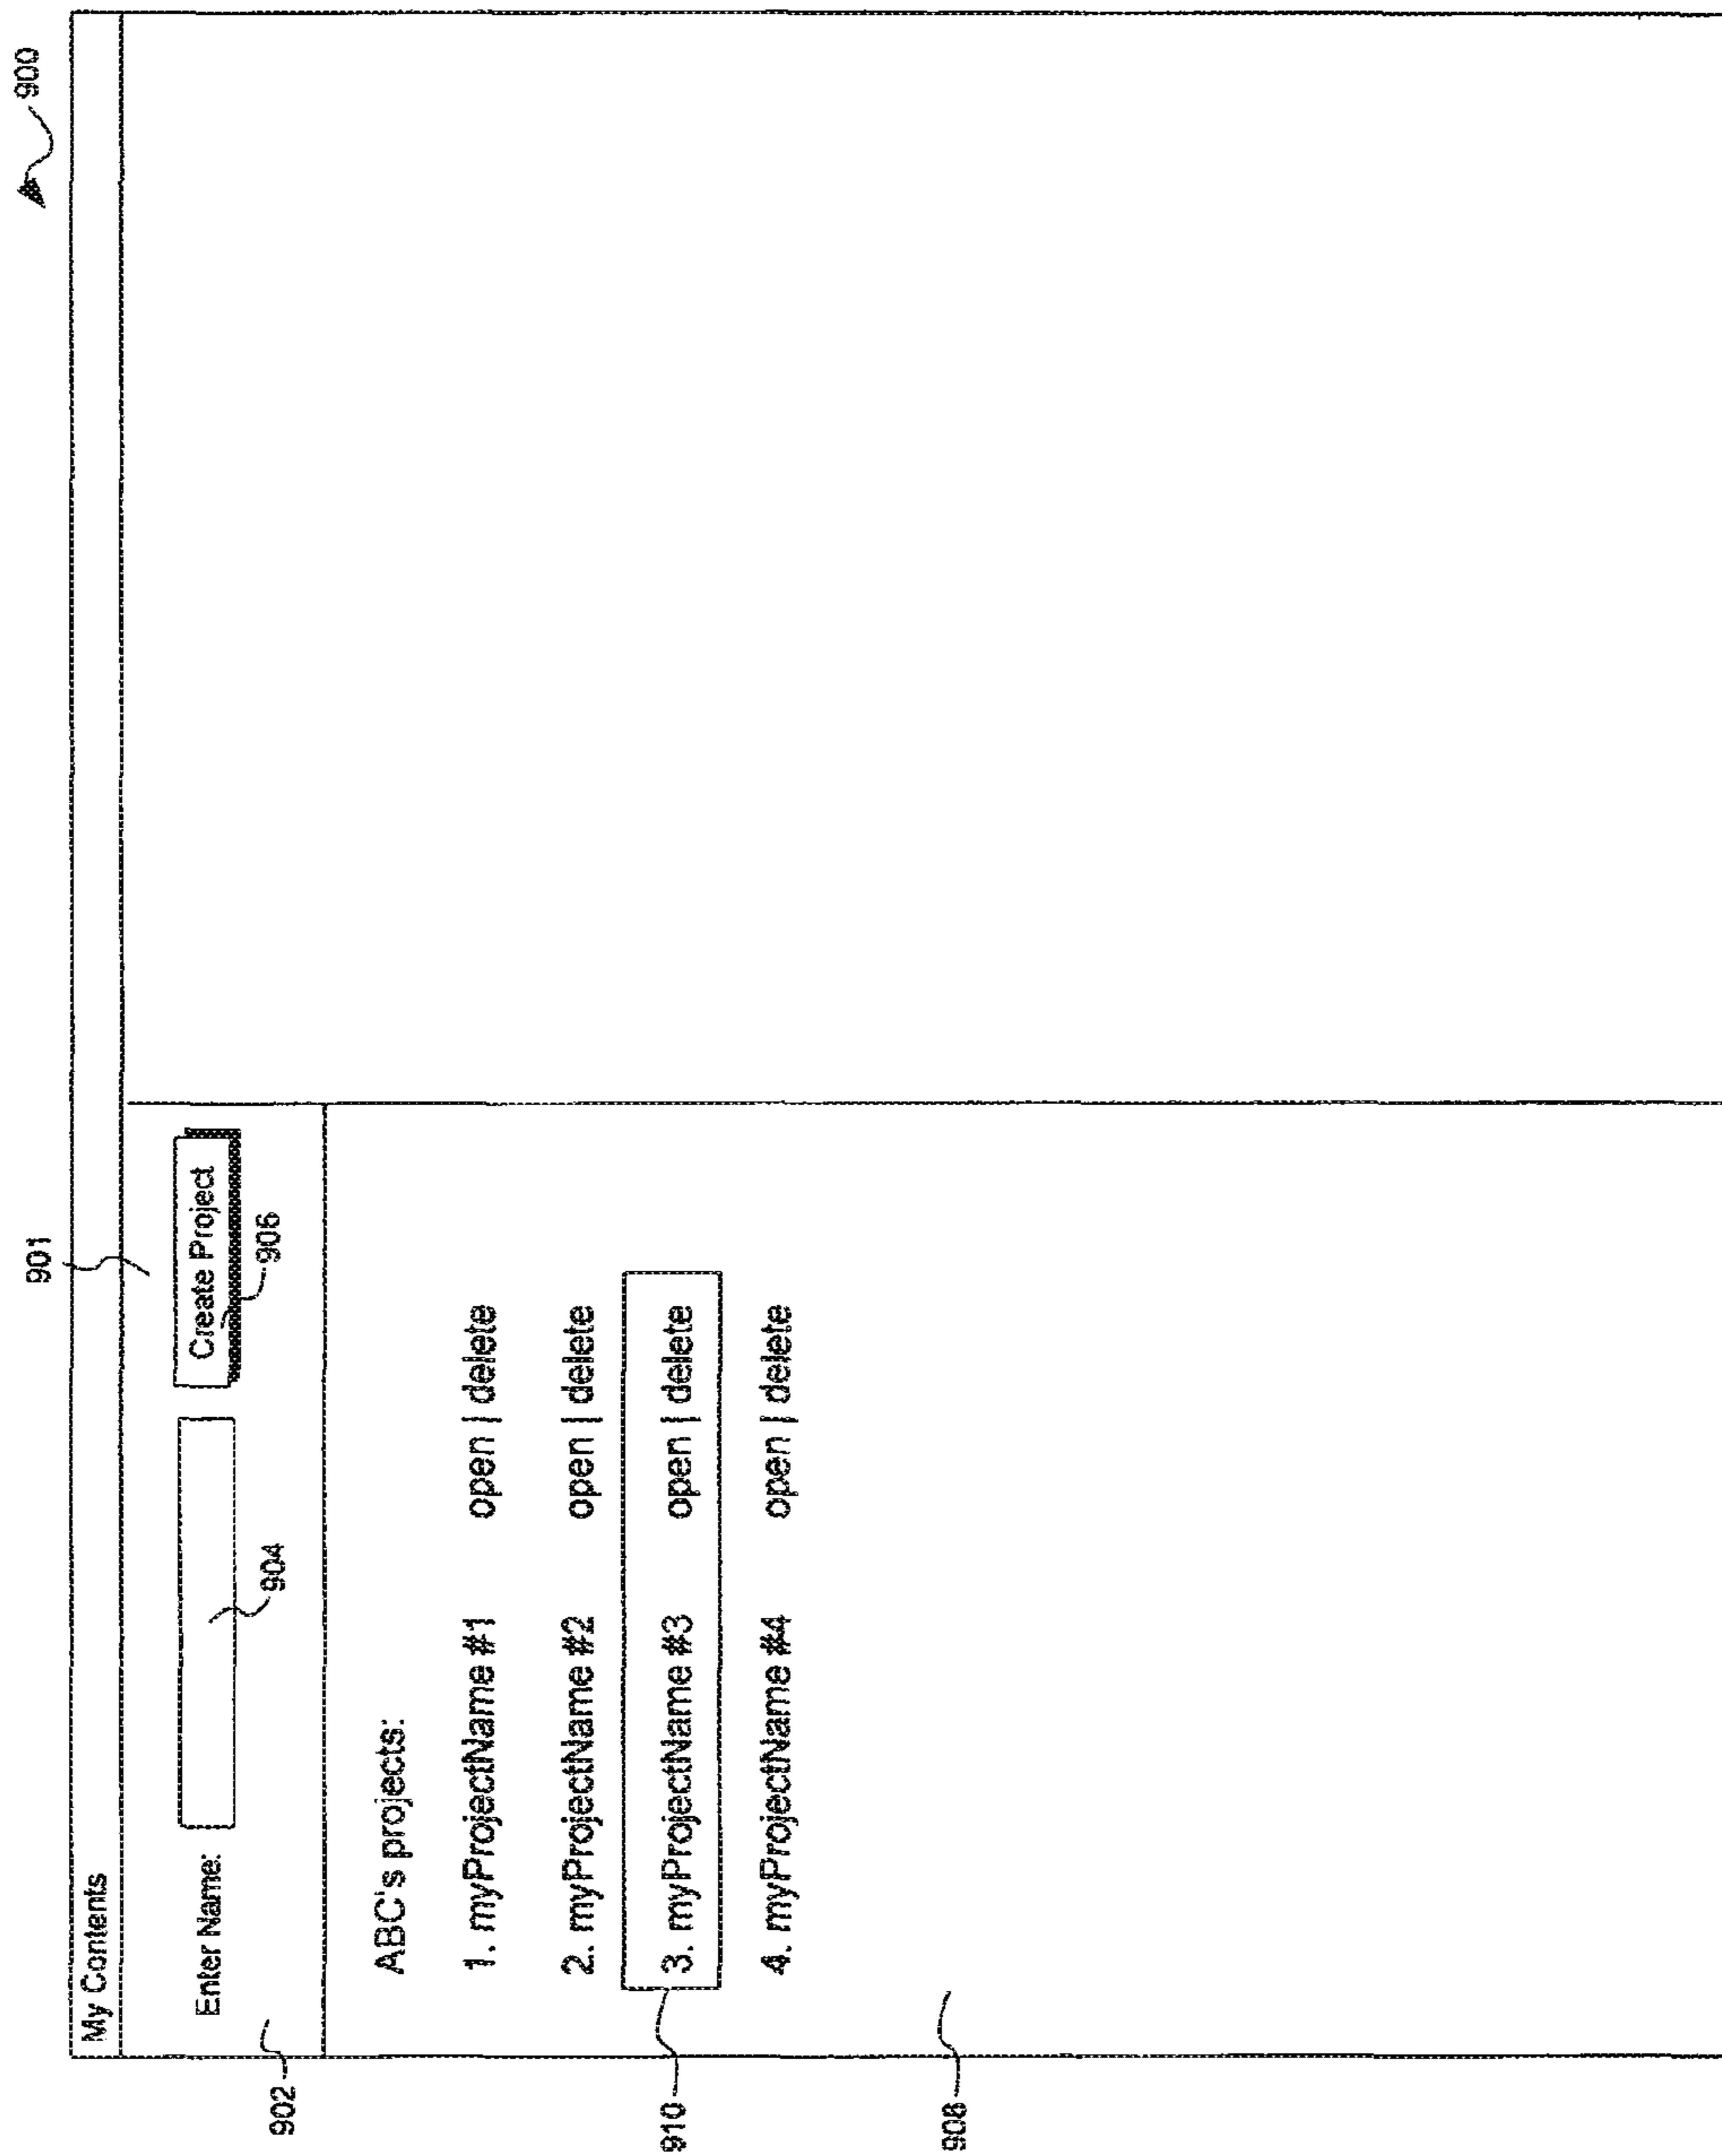 900
My Contents
901
Enter Name:
Create Project
902
904
906
ABC's projects:
1. myProjectName #1 open | delete
2. myProjectName #2 open | delete
3. myProjectName #3 open | delete
910
4. myProjectName #4 open | delete
908